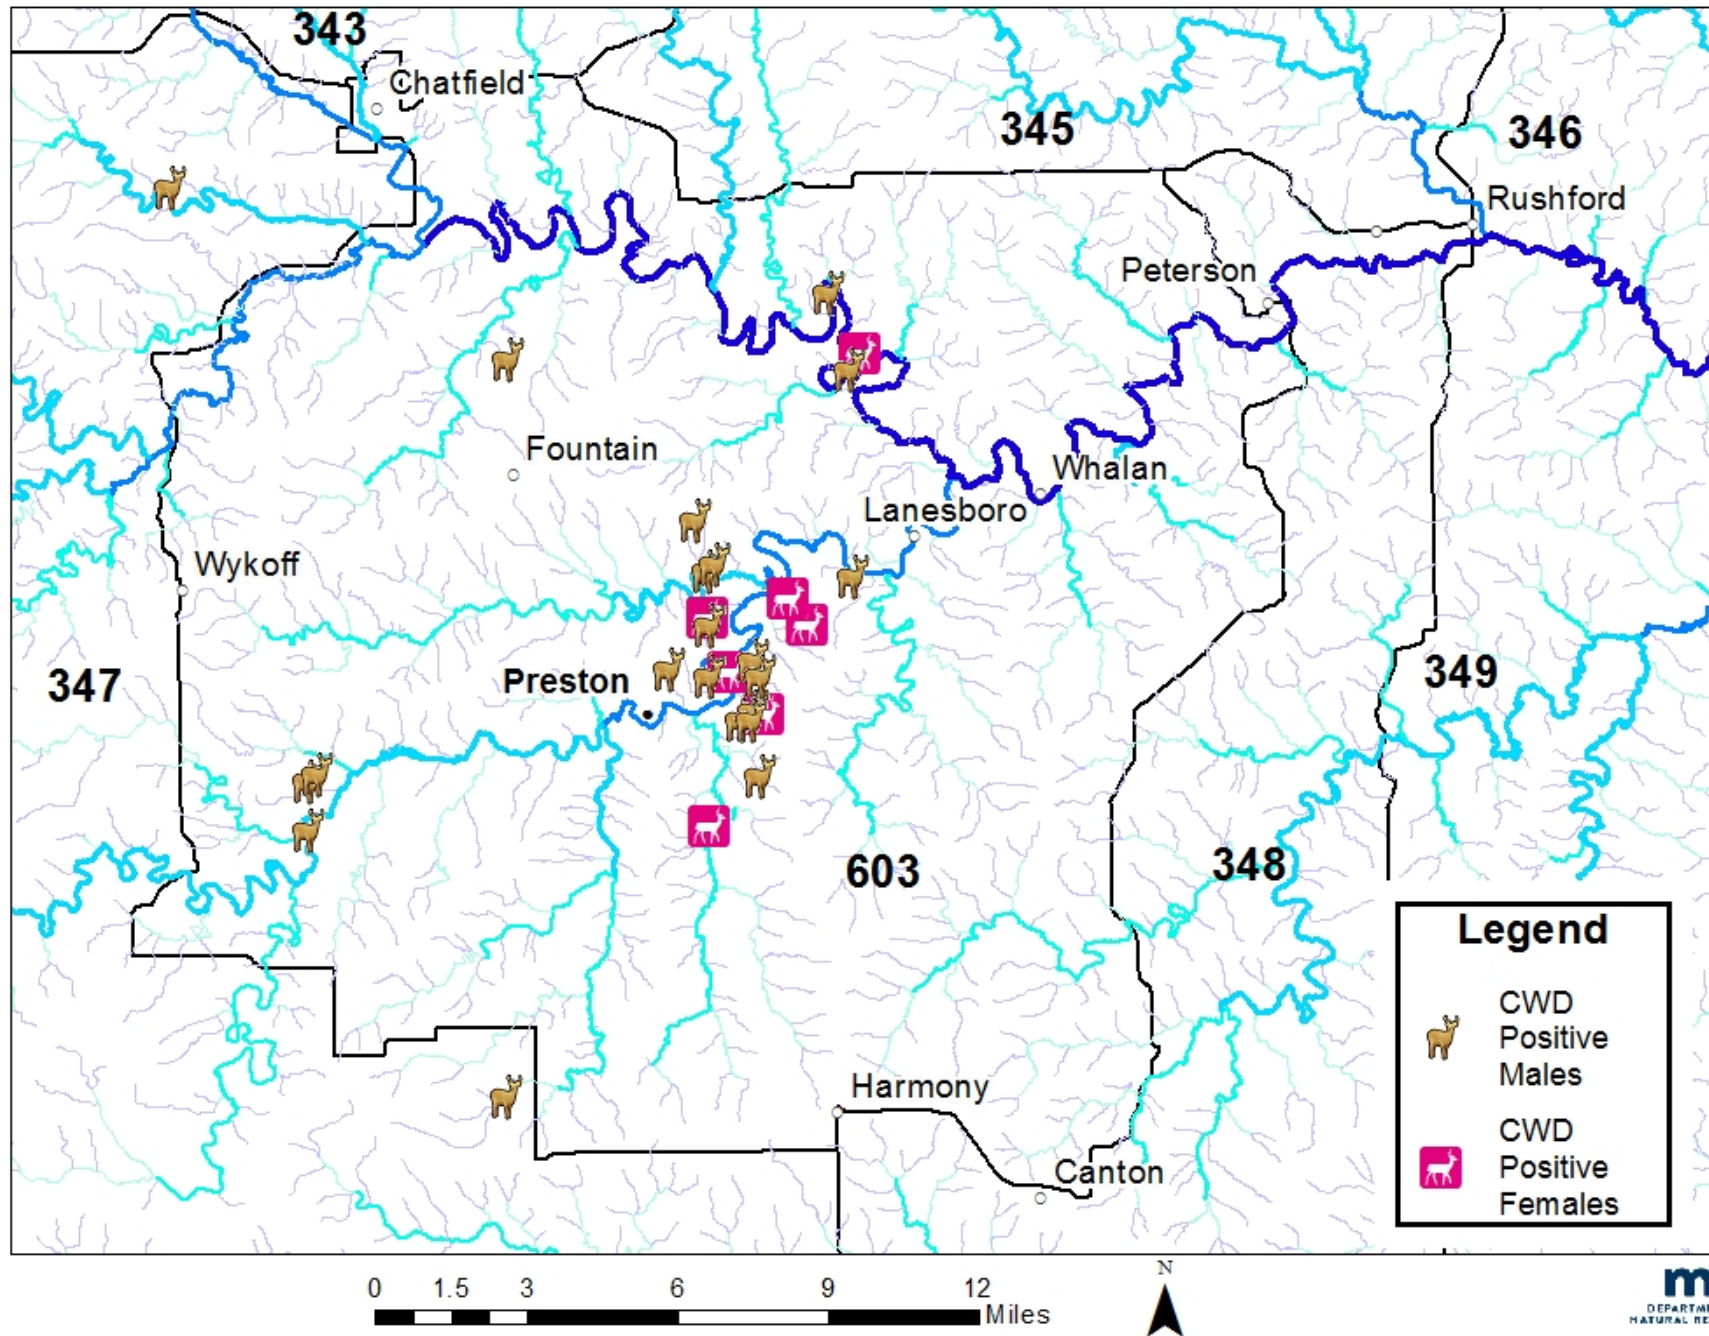 343
Chatfield
345
346
Rushford
Peterson
Fountain
Whalan
Lanesboro
Wykoff
347
Preston
349
603
348
Legend
CWD
Positive
Males
CWD
Positive
Females
Harmony
Canton
0 1.5 3 6 9 12
Miles
N
m